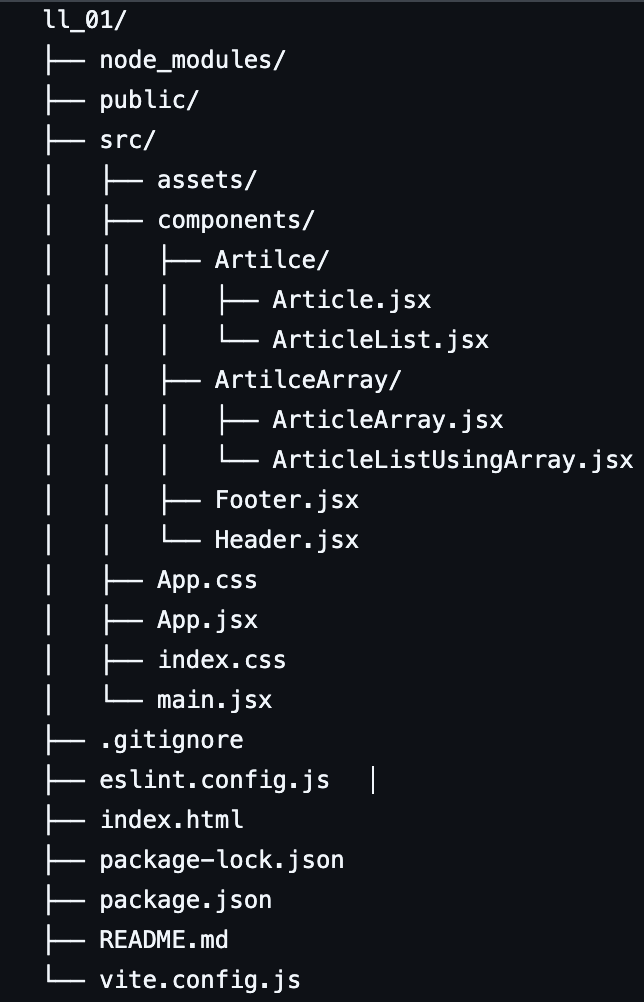 ll_01/
├── node_modules/
├── public/
├── src/
│   ├── assets/
│   ├── components/
│   │   ├── Artilce/
│   │   │   ├── Article.jsx
│   │   │   └── ArticleList.jsx
│   │   ├── ArtilceArray/
│   │   │   ├── ArticleArray.jsx
│   │   │   └── ArticleListUsingArray.jsx
│   │   ├── Footer.jsx
│   │   └── Header.jsx
│   ├── App.css
│   ├── App.jsx
│   ├── index.css
│   └── main.jsx
├── .gitignore
├── eslint.config.js
├── index.html
├── package-lock.json
├── package.json
├── README.md
└── vite.config.js